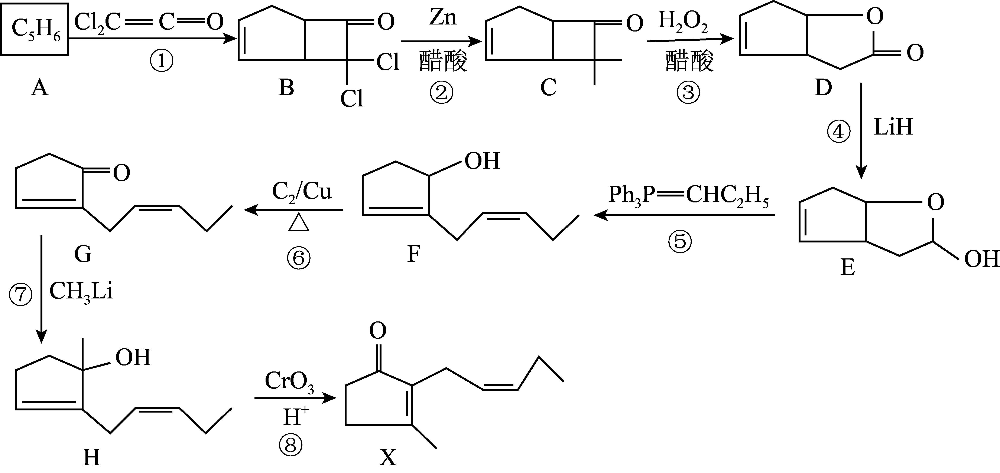 C₅H₆ Cl₂C=C=O ① A
O Cl Cl B
Zn 醋酸 ②
O C
H₂O₂ 醋酸 ③
O O D
④ LiH
O OH E
Ph₃P=CHC₂H₅ ⑤
OH F
C₂/Cu △ ⑥
O G
⑦ CH₃Li
OH H
CrO₃ H⁺ ⑧
O X